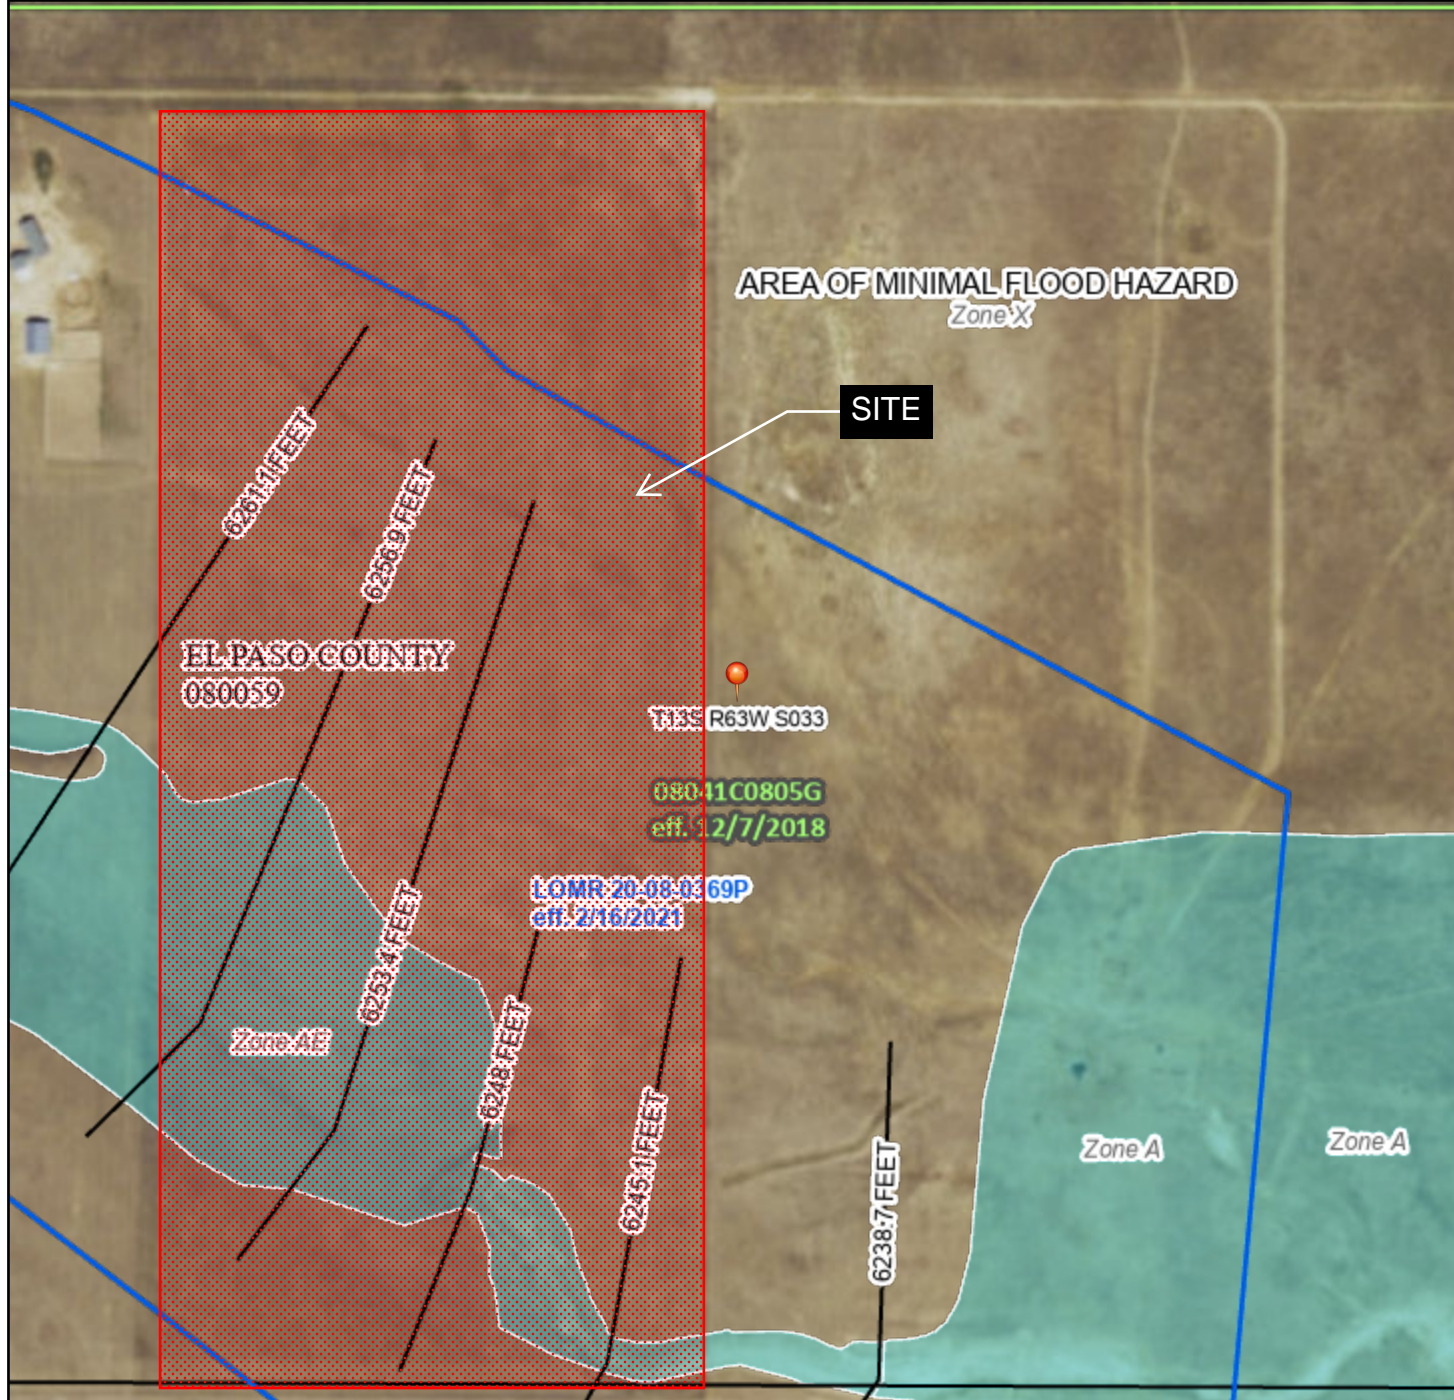 AREA OF MINIMAL FLOOD HAZARD
Zone X
SITE
6261.1 FEET
6256.9 FEET
EL PASO COUNTY
080059
T13S R63W S033
08041C0805G
eff. 12/7/2018
LOMR 20-08-0369P
eff. 2/16/2021
6253.4 FEET
Zone AE
6248 FEET
6245.1 FEET
6238.7 FEET
Zone A
Zone A